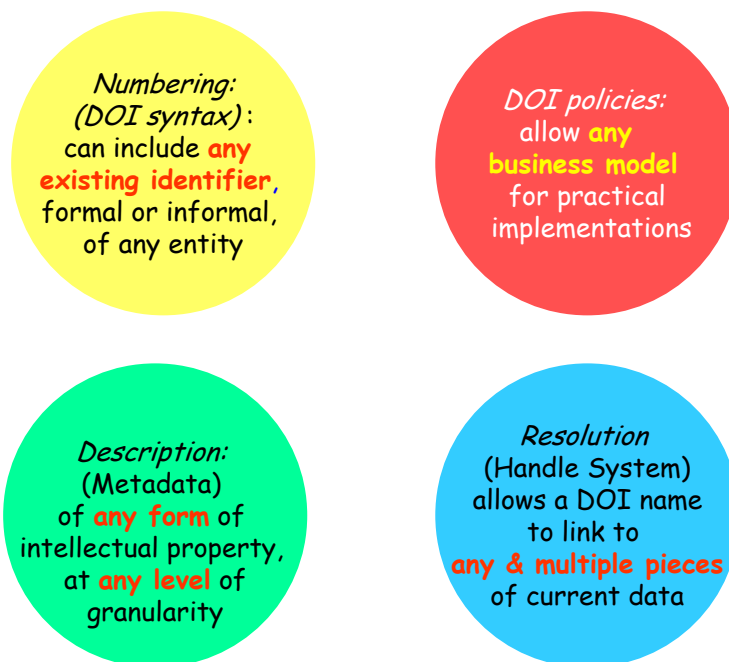 Numbering:
(DOI syntax) :
can include any
existing identifier,
formal or informal,
of any entity
DOI policies:
allow any
business model
for practical
implementations
Description:
(Metadata)
of any form of
intellectual property,
at any level of
granularity
Resolution
(Handle System)
allows a DOI name
to link to
any & multiple pieces
of current data